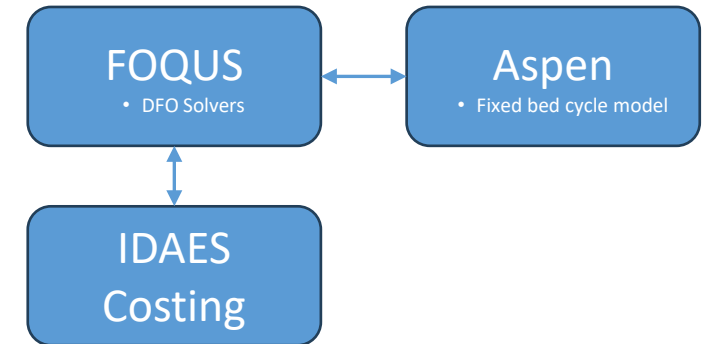 FOQUS
• DFO Solvers
Aspen
• Fixed bed cycle model
IDAES
Costing